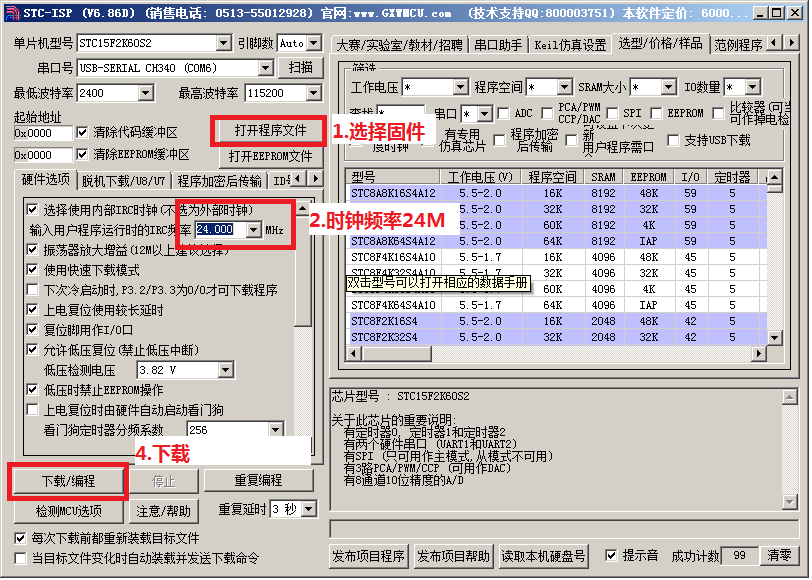 STC-ISP (V6.86D) (销售电话: 0513-55012928) 官网:www.GXWMCU.com (技术支持QQ:800003751) 本软件定价: 6000...
单片机型号 STC15F2K60S2 引脚数 Auto
串口号 USB-SERIAL CH340 (COM6) 扫描
最低波特率 2400 最高波特率 115200
起始地址
0x0000 清除代码缓冲区 打开程序文件
0x0000 清除EEPROM缓冲区 打开EEPROM文件
1.选择固件
硬件选项 脱机下载/U8/U7 程序加密后传输 ID
选择使用内部IRC时钟(不选为外部时钟)
输入用户程序运行时的IRC频率 24.000 MHz
2.时钟频率24M
振荡器放大增益(12M以上建议选择)
使用快速下载模式
下次冷启动时,P3.2/P3.3为0/0才可下载程序
上电复位使用较长延时
复位脚用作I/O口
允许低压复位(禁止低压中断)
低压检测电压 3.82 V
低压时禁止EEPROM操作
上电复位时由硬件自动启动看门狗
看门狗定时器分频系数 256
4.下载
下载/编程 停止 重复编程
检测MCU选项 注意/帮助 重复延时 3 秒
每次下载前都重新装载目标文件
当目标文件变化时自动装载并发送下载命令
大赛/实验室/教材/招聘 串口助手 Keil仿真设置 选型/价格/样品 范例程序
筛选
工作电压 * 程序空间 * SRAM大小 * IO数量 *
* 串口 * ADC PCA/PWM CCP/DAC SPI EEPROM 比较器(可当作掉电检
度时钟 有专用仿真芯片 程序加密后传输 用户程序需口 支持USB下载
型号 工作电压(V) 程序空间 SRAM EEPROM I/O 定时器
STC8A8K16S4A12 5.5-2.0 16K 8192 48K 59 5
5.5-2.0 32K 8192 32K 59 5
5.5-2.0 60K 8192 4K 59 5
STC8A8K64S4A12 5.5-2.0 64K 8192 IAP 59 5
STC8F4K16S4A10 5.5-1.7 16K 4096 48K 45 5
STC8F4K32S4A10 5.5-1.7 32K 4096 32K 45 5
双击型号可以打开相应的数据手册 60K 4096 4K 45 5
STC8F4K64S4A10 5.5-2.0 64K 4096 IAP 45 5
STC8F2K16S4 5.5-2.0 16K 2048 48K 42 5
STC8F2K32S4 5.5-2.0 32K 2048 32K 42 5
芯片型号 : STC15F2K60S2
关于此芯片的重要说明:
有定时器0, 定时器1和定时器2
有两个硬件串口 (UART1和UART2)
有SPI (只可用作主模式,从模式不可用)
有3路PCA/PWM/CCP (可用作DAC)
有8通道10位精度的A/D
发布项目程序 发布项目帮助 读取本机硬盘号 提示音 成功计数 99 清零